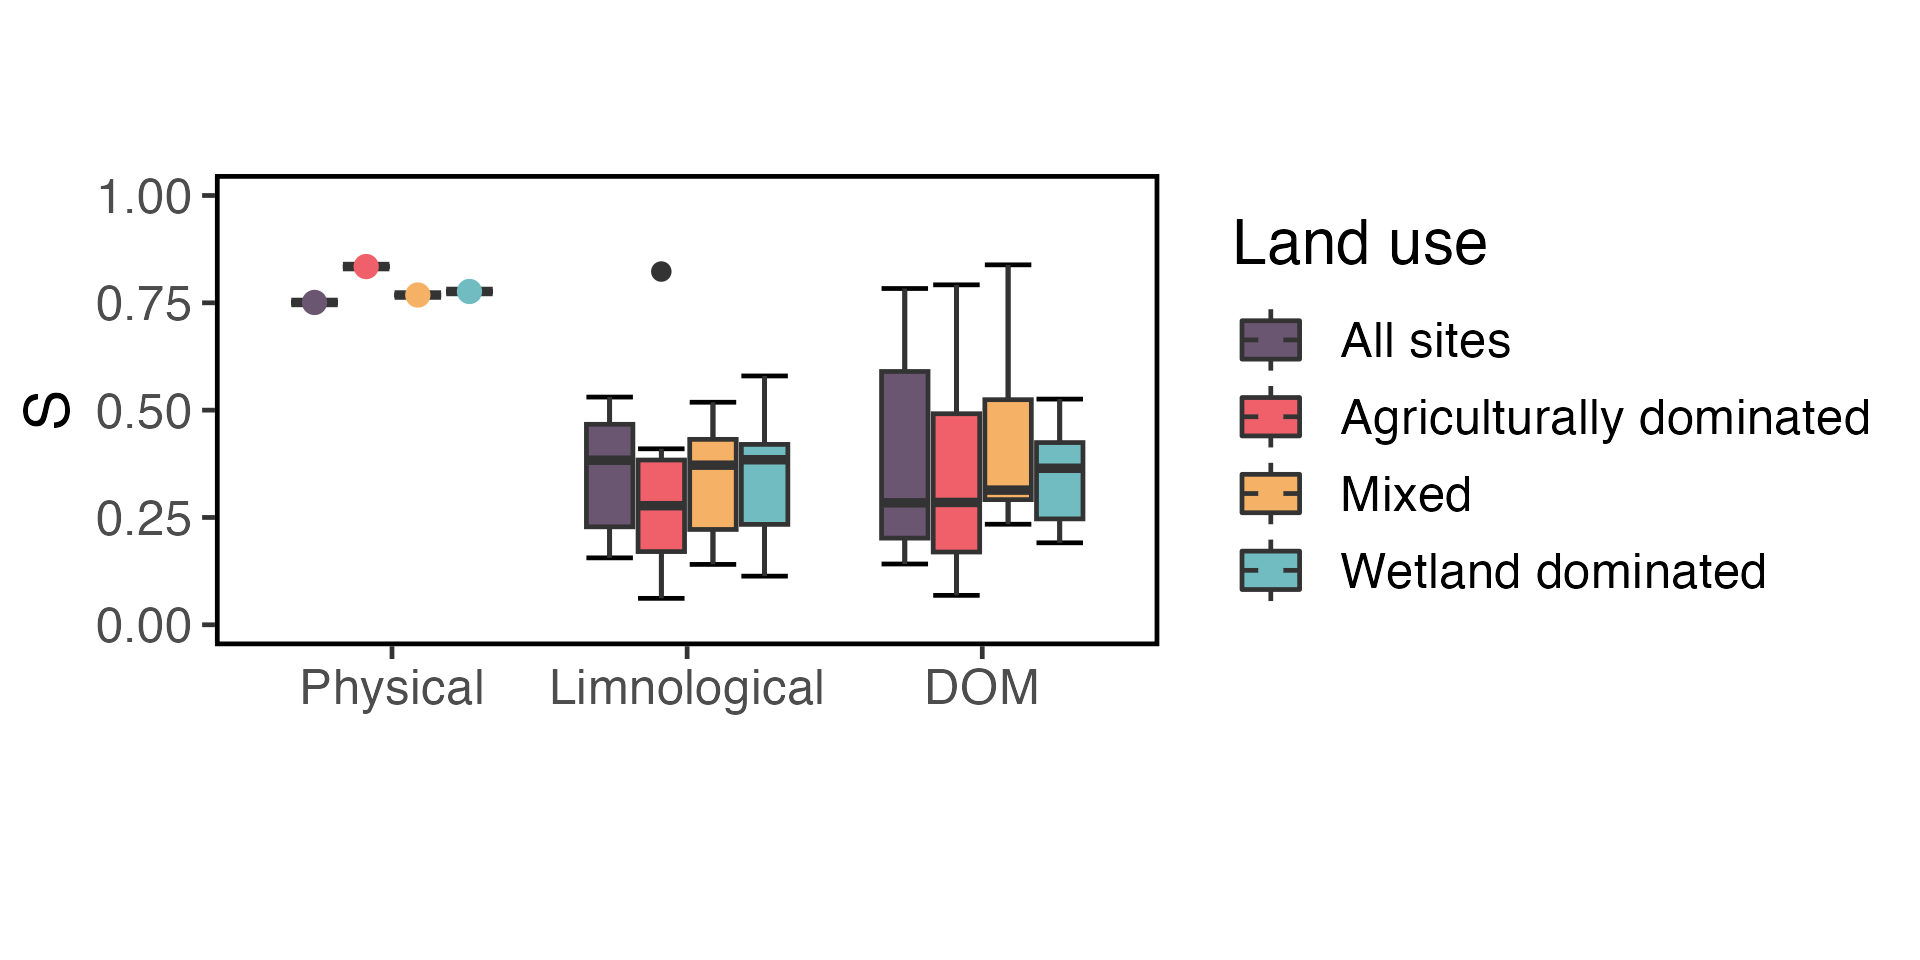 S
1.00
0.75
0.50
0.25
0.00
Physical Limnological DOM
Land use
All sites
Agriculturally dominated
Mixed
Wetland dominated